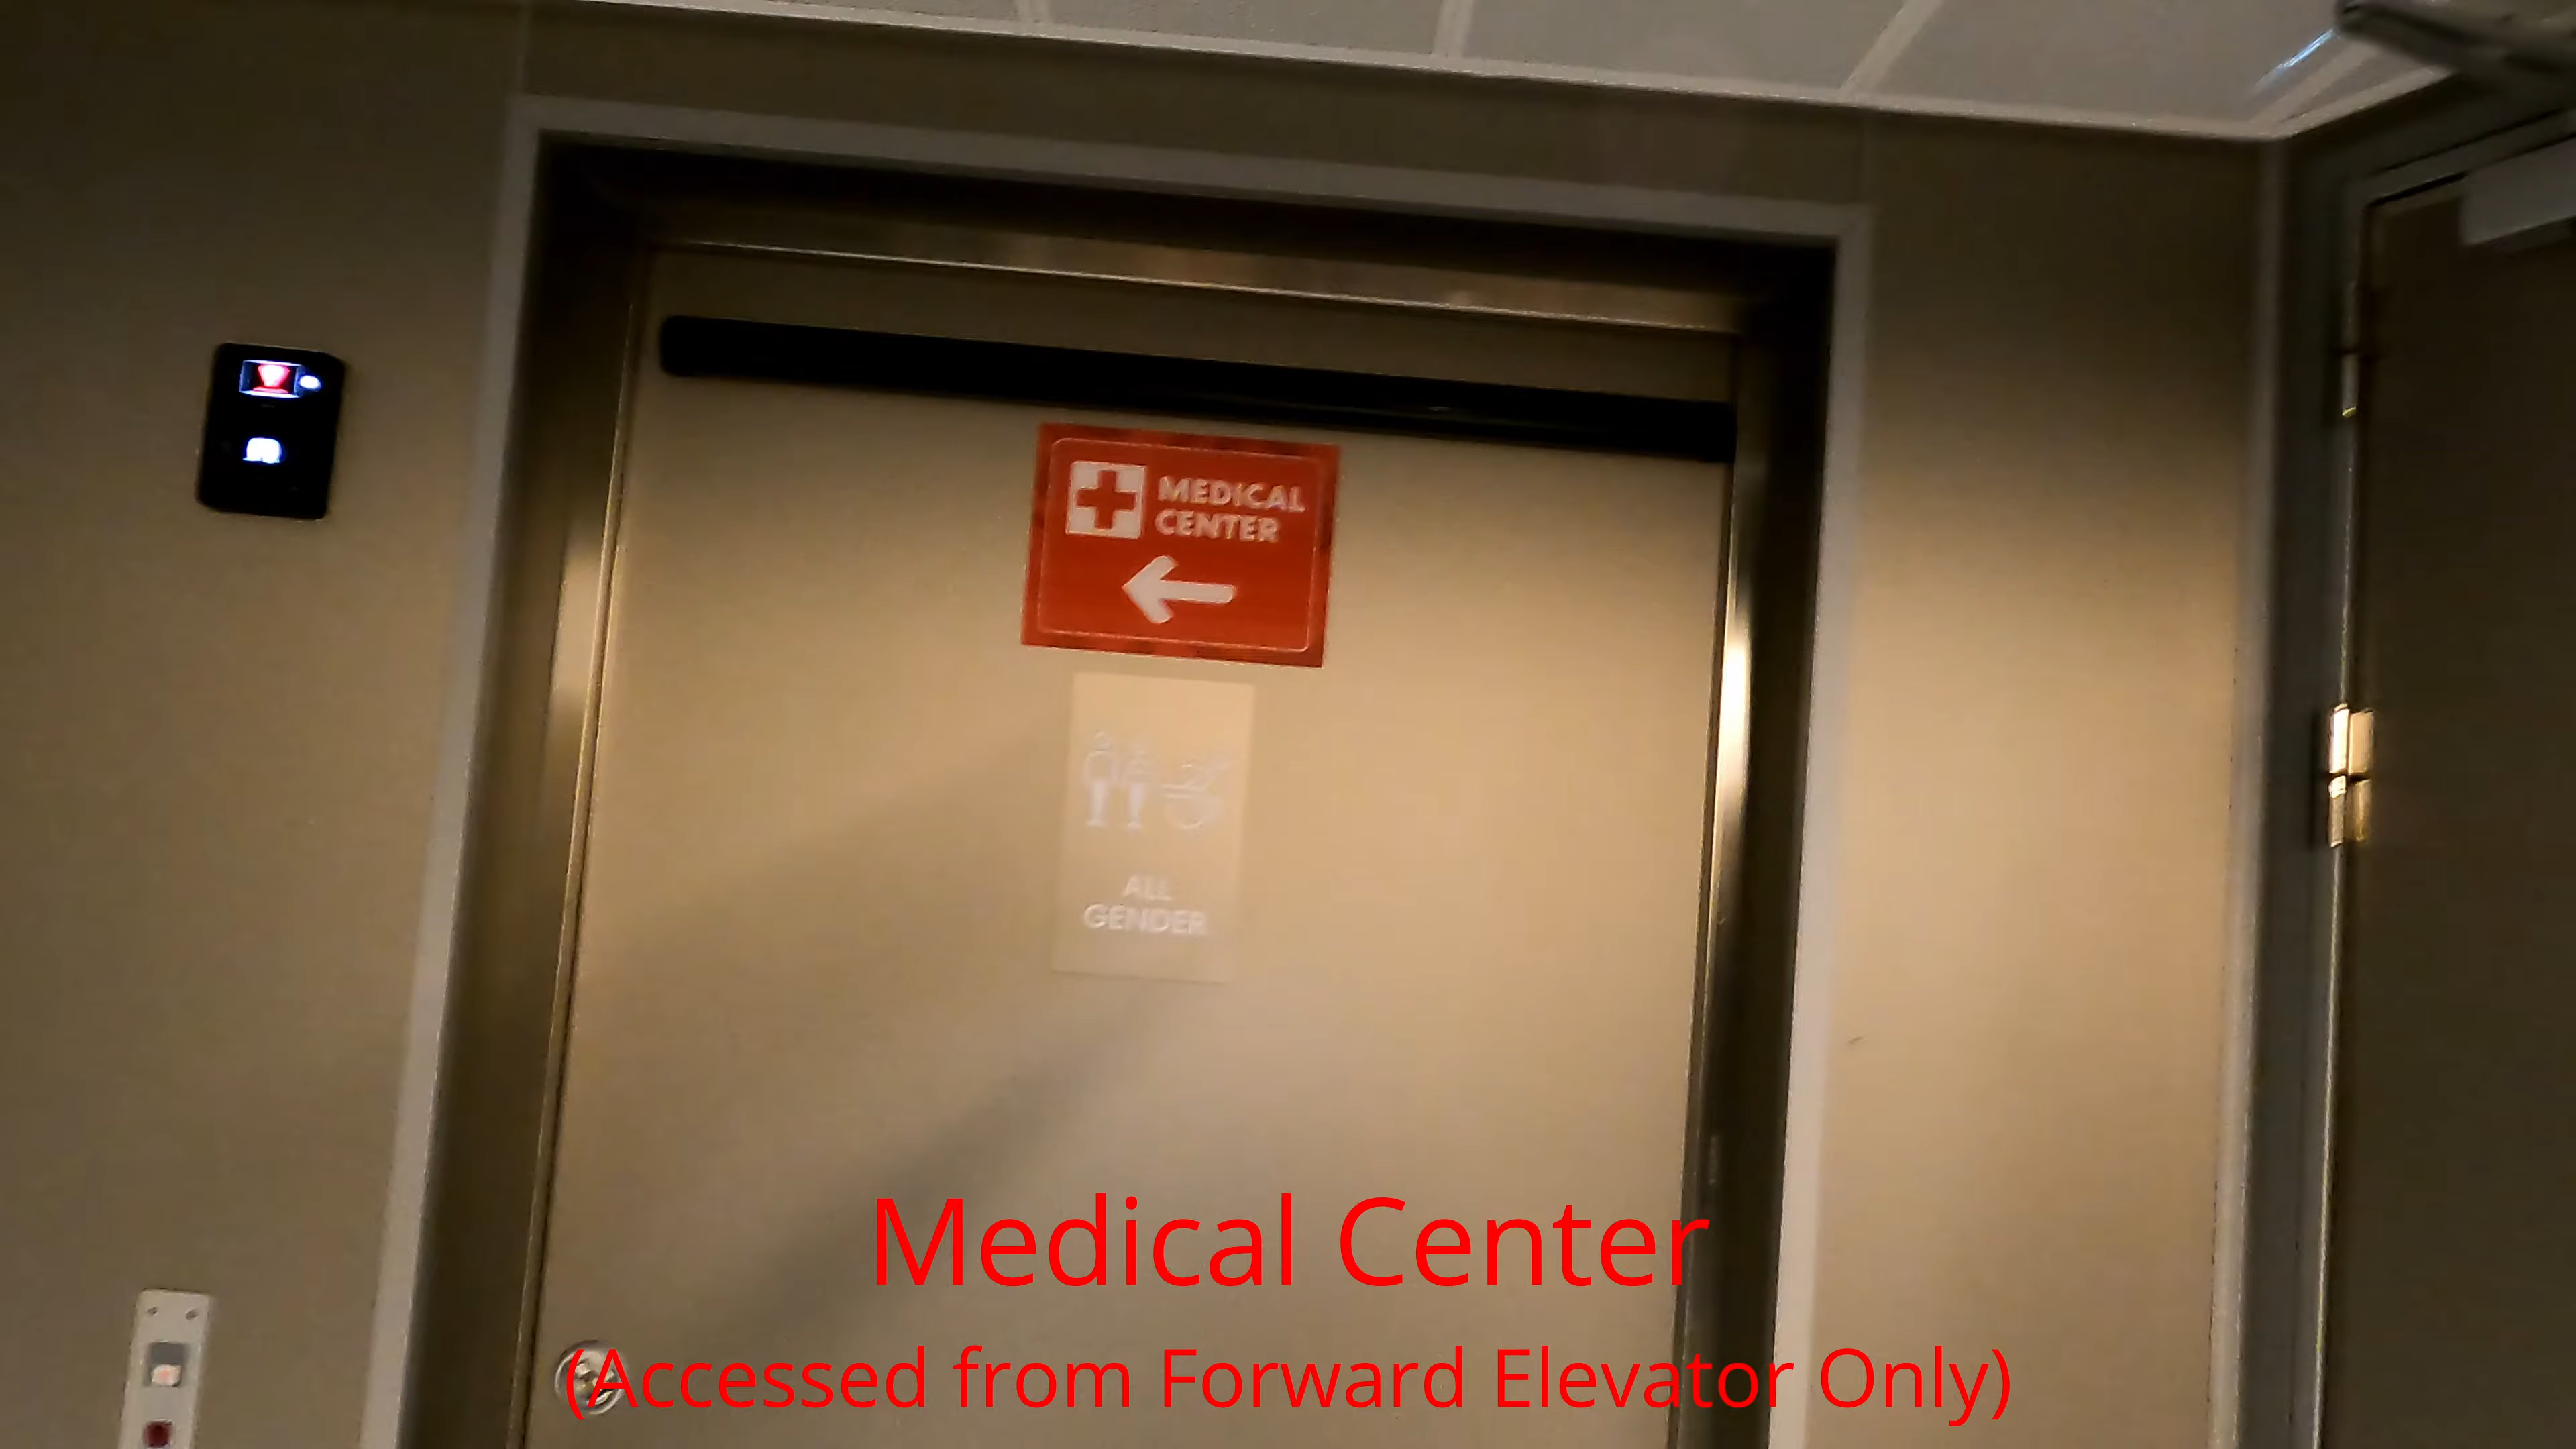 MEDICAL
CENTER
ALL
GENDER
Medical Center
(Accessed from Forward Elevator Only)